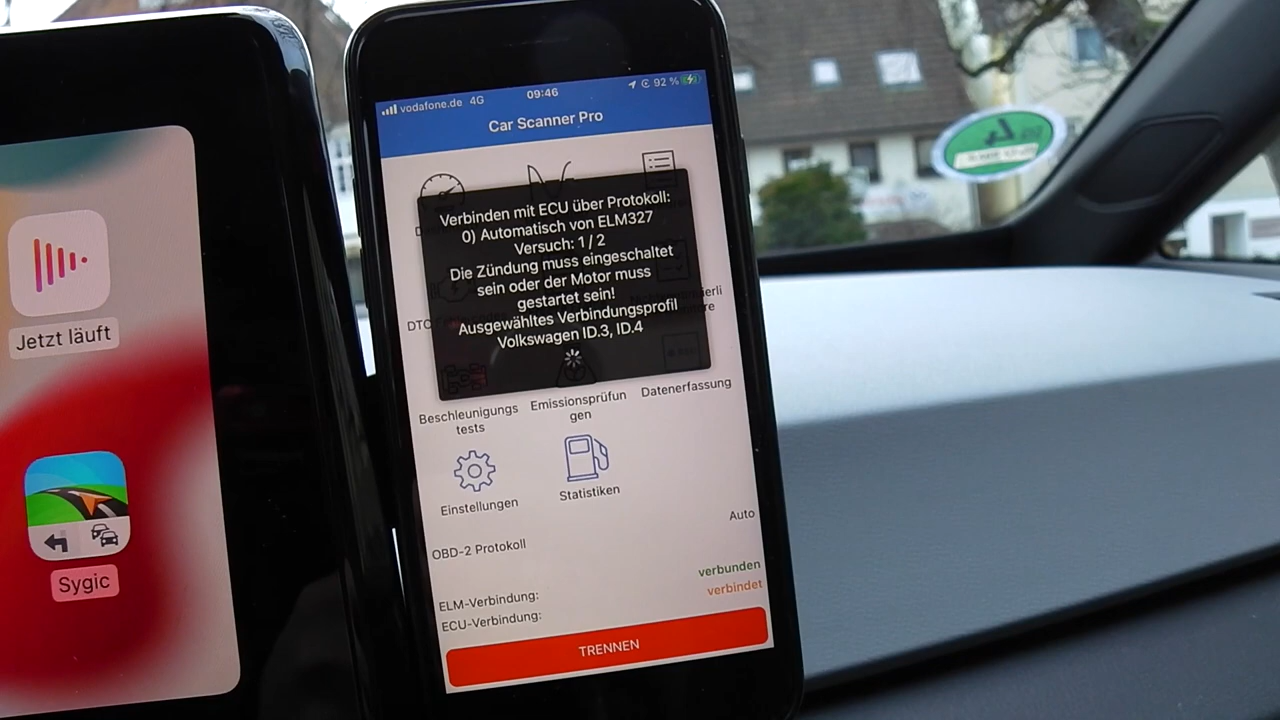 Jetzt läuft
Sygic
vodafone.de 4G
09:46
92 %
Car Scanner Pro
Verbinden mit ECU über Protokoll:
0) Automatisch von ELM327
Versuch: 1 / 2
Die Zündung muss eingeschaltet
sein oder der Motor muss
gestartet sein!
Ausgewähltes Verbindungsprofil
Volkswagen ID.3, ID.4
DTC
Beschleunigungs
tests
Emissionsprüfun
gen
Datenerfassung
Einstellungen
Statistiken
OBD-2 Protokoll
Auto
ELM-Verbindung:
verbunden
ECU-Verbindung:
verbindet
TRENNEN